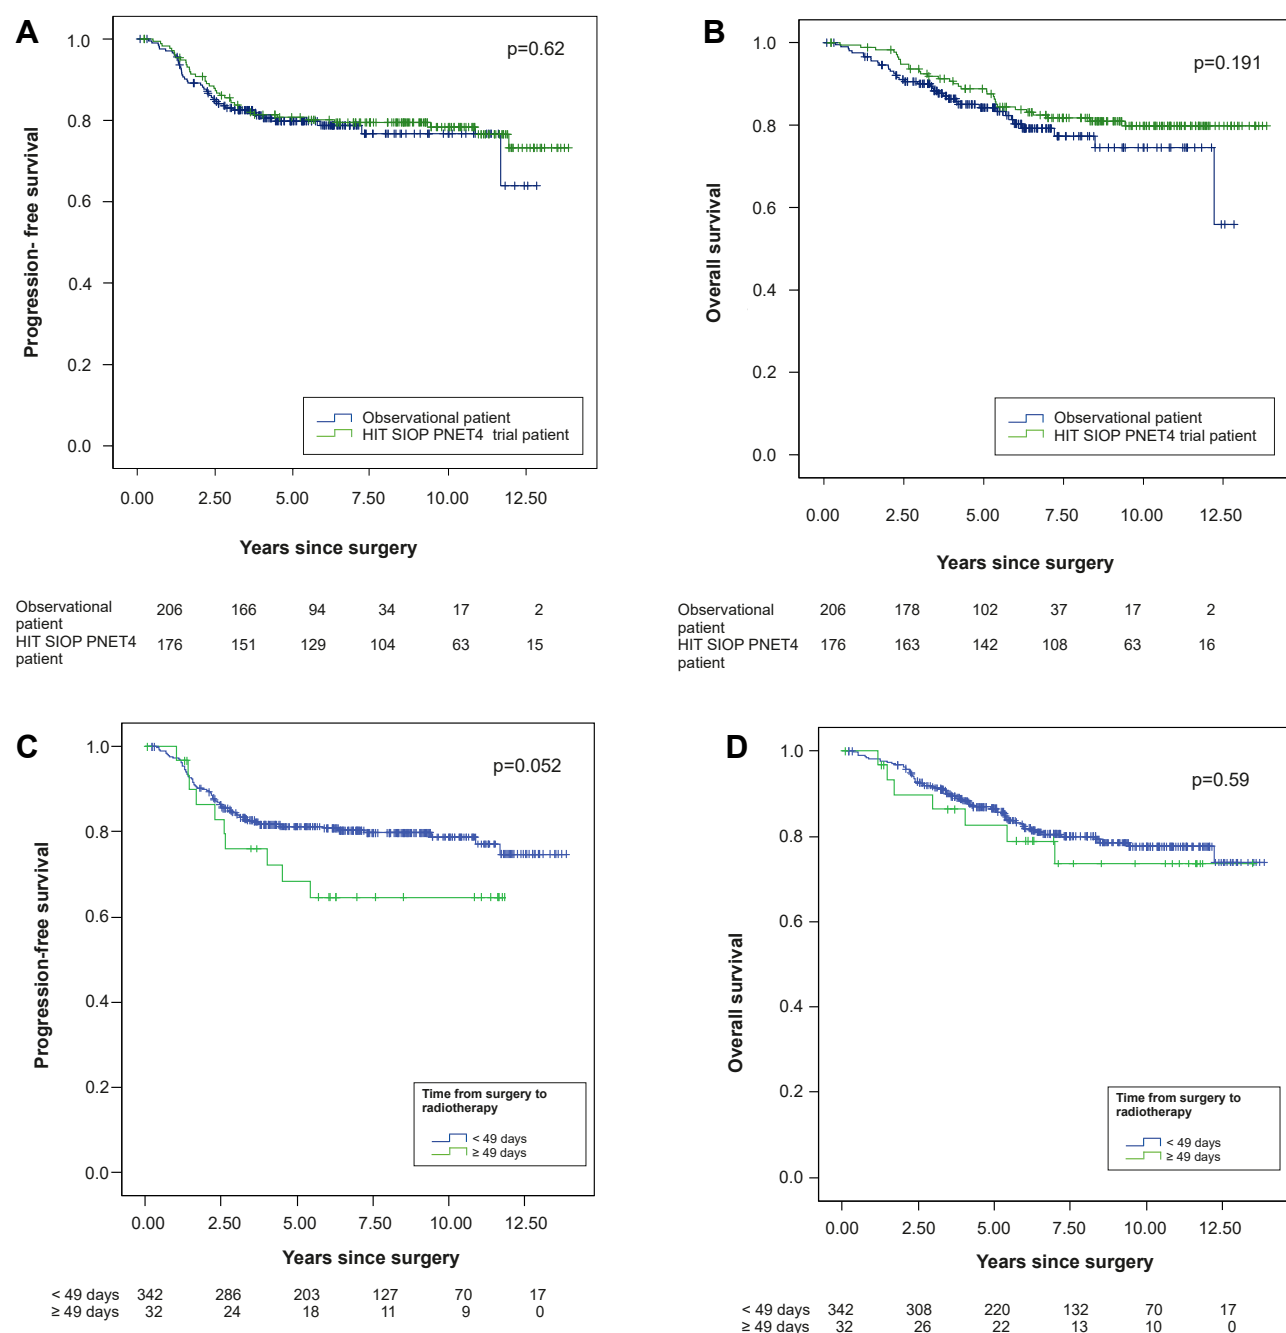 A
p=0.62
Progression- free survival
1.0
0.8
0.6
0.4
0.2
0.0
Observational patient
HIT SIOP PNET4 trial patient
0.00 2.50 5.00 7.50 10.00 12.50
Years since surgery
Observational patient 206 166 94 34 17 2
HIT SIOP PNET4 patient 176 151 129 104 63 15
B
p=0.191
Overall survival
1.0
0.8
0.6
0.4
0.2
0.0
Observational patient
HIT SIOP PNET4 trial patient
0.00 2.50 5.00 7.50 10.00 12.50
Years since surgery
Observational patient 206 178 102 37 17 2
HIT SIOP PNET4 patient 176 163 142 108 63 16
C
p=0.052
Progression-free survival
1.0
0.8
0.6
0.4
0.2
0.0
Time from surgery to
radiotherapy
< 49 days
≥ 49 days
0.00 2.50 5.00 7.50 10.00 12.50
Years since surgery
< 49 days 342 286 203 127 70 17
≥ 49 days 32 24 18 11 9 0
D
p=0.59
Overall survival
1.0
0.8
0.6
0.4
0.2
0.0
Time from surgery to
radiotherapy
< 49 days
≥ 49 days
0.00 2.50 5.00 7.50 10.00 12.50
Years since surgery
< 49 days 342 308 220 132 70 17
≥ 49 days 32 26 22 13 10 0